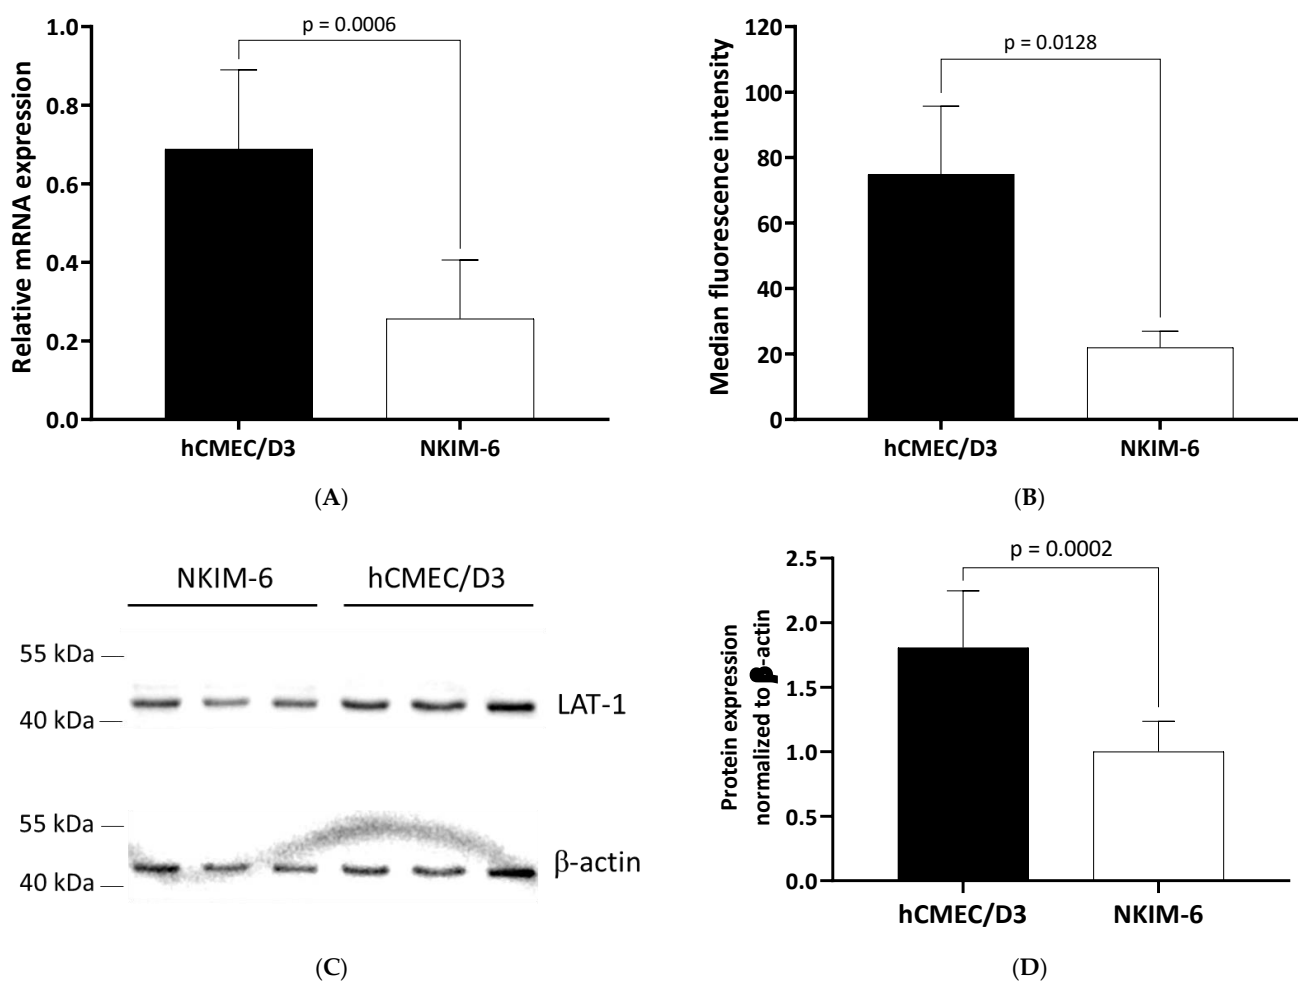 p = 0.0006
Relative mRNA expression
1.0
0.8
0.6
0.4
0.2
0.0
hCMEC/D3 NKIM-6
(A)
p = 0.0128
Median fluorescence intensity
120
100
80
60
40
20
0
hCMEC/D3 NKIM-6
(B)
NKIM-6 hCMEC/D3
55 kDa
40 kDa
LAT-1
55 kDa
40 kDa
β-actin
(C)
p = 0.0002
Protein expression
normalized to β-actin
2.5
2.0
1.5
1.0
0.5
0.0
hCMEC/D3 NKIM-6
(D)